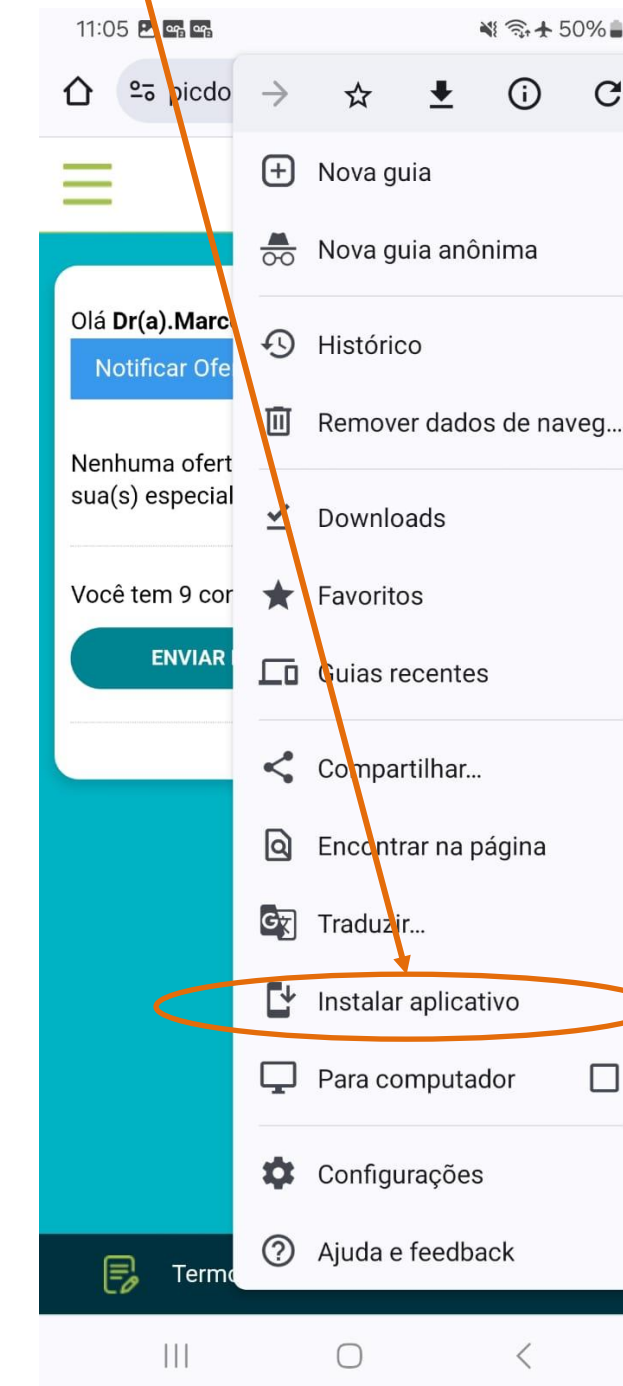 11:05
50%
picdo
Nova guia
Nova guia anônima
Olá Dr(a).Marc
Histórico
Notificar Ofe
Remover dados de naveg...
Nenhuma ofert
sua(s) especial
Downloads
Você tem 9 con
Favoritos
ENVIAR
Guias recentes
Compartilhar...
Encontrar na página
Traduzir...
Instalar aplicativo
Para computador
Configurações
Ajuda e feedback
Termo